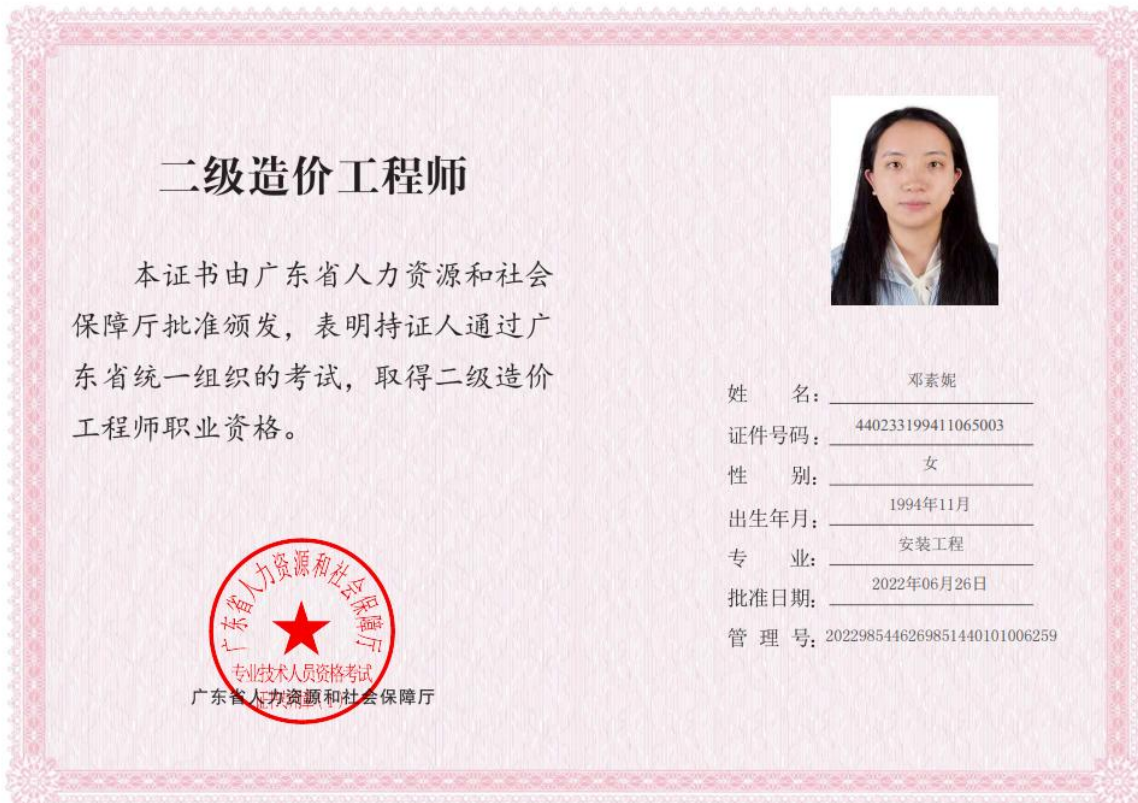 二级造价工程师
本证书由广东省人力资源和社会
保障厅批准颁发，表明持证人通过广
东省统一组织的考试，取得二级造价
工程师职业资格。
广东省人力资源和社会保障厅
专业技术人员资格考试
广东省人力资源和社会保障厅
姓名：邓素妮
证件号码：440233199411065003
性别：女
出生年月：1994年11月
专业：安装工程
批准日期：2022年06月26日
管理号：20229854462698514401010​06259